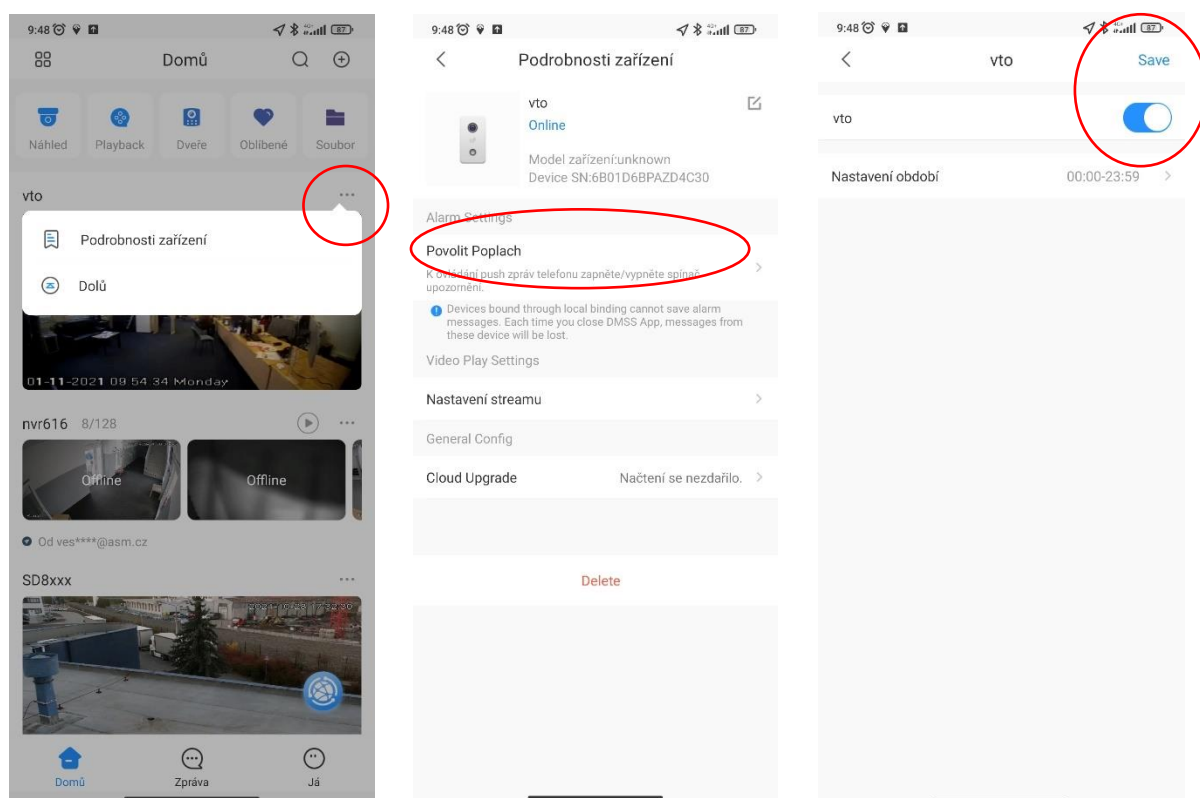 9:48
87
Domů
Náhled
Playback
Dveře
Oblíbené
Soubor
vto
Podrobnosti zařízení
Dolů
01-11-2021 09:54:34 Monday
nvr616 8/128
Offline
Offline
Od ves****@asm.cz
SD8xxx
Domů
Zpráva
Já
9:48
87
Podrobnosti zařízení
vto
Online
Model zařízení:unknown
Device SN:6B01D6BPAZD4C30
Alarm Settings
Povolit Poplach
K ovládání push zpráv telefonu zapněte/vypněte spínač
upozornění.
Devices bound through local binding cannot save alarm
messages. Each time you close DMSS App, messages from
these device will be lost.
Video Play Settings
Nastavení streamu
General Config
Cloud Upgrade Načtení se nezdařilo.
Delete
9:48
87
vto
Save
vto
Nastavení období 00:00-23:59